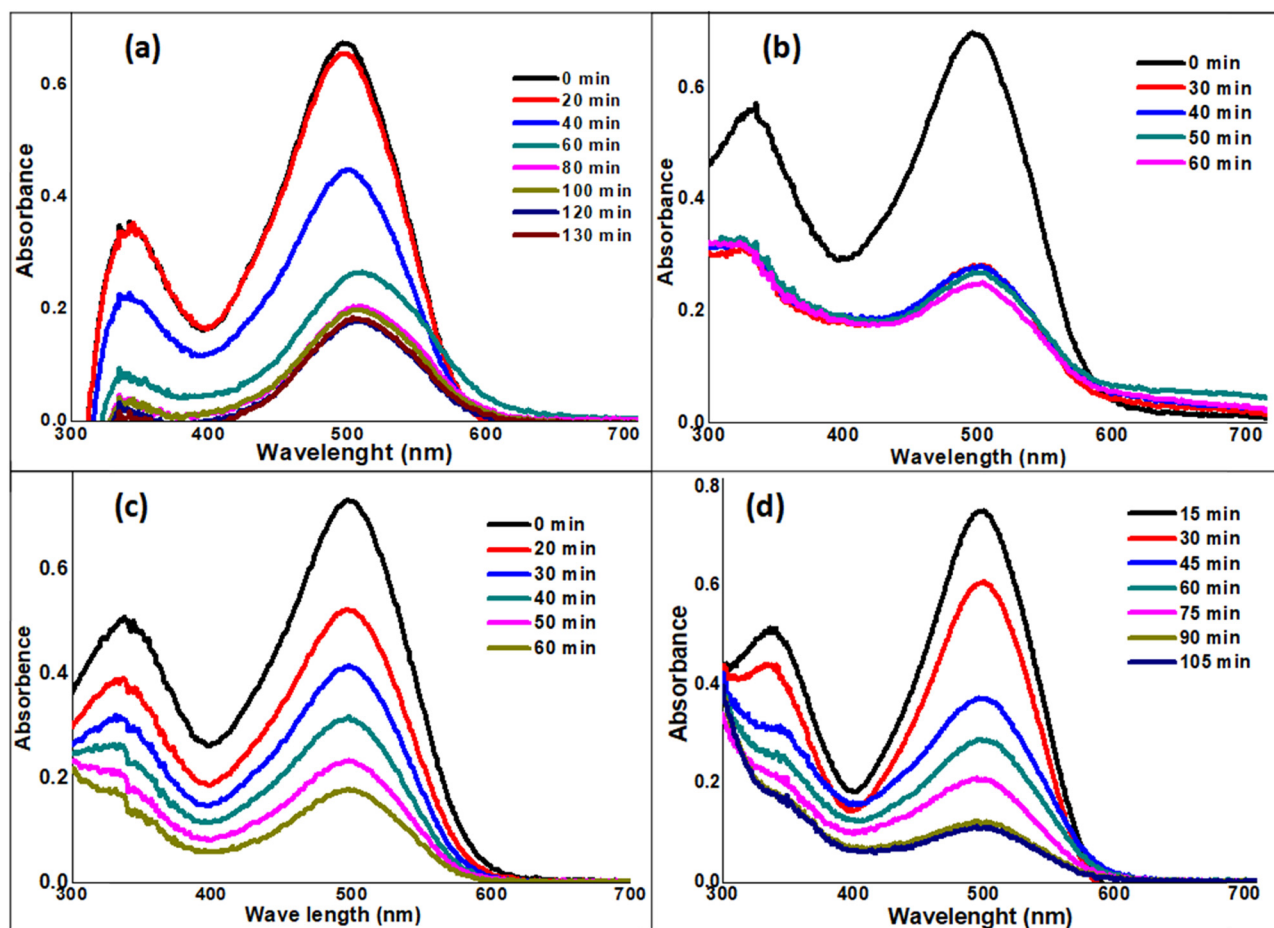 (a)
0 min
20 min
40 min
60 min
80 min
100 min
120 min
130 min
Absorbance
0.6
0.4
0.2
0.0
300 400 500 600 700
Wavelenght (nm)
(b)
0 min
30 min
40 min
50 min
60 min
Absorbance
0.6
0.4
0.2
0.0
300 400 500 600 700
Wavelength (nm)
(c)
0 min
20 min
30 min
40 min
50 min
60 min
Absorbence
0.6
0.4
0.2
0.0
300 400 500 600 700
Wave length (nm)
(d)
15 min
30 min
45 min
60 min
75 min
90 min
105 min
Absorbance
0.8
0.6
0.4
0.2
0.0
300 400 500 600 700
Wavelenght (nm)